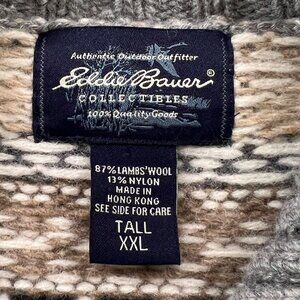 Authentic Outdoor Outfitter
Eddie Bauer®
COLLECTIBLES
100% Quality Goods
87% LAMBS' WOOL
13% NYLON
MADE IN
HONG KONG
SEE SIDE FOR CARE
TALL
XXL